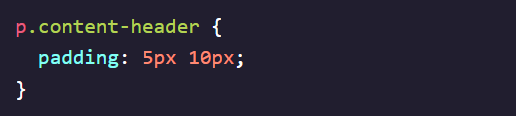 p.content-header {
  padding: 5px 10px;
}